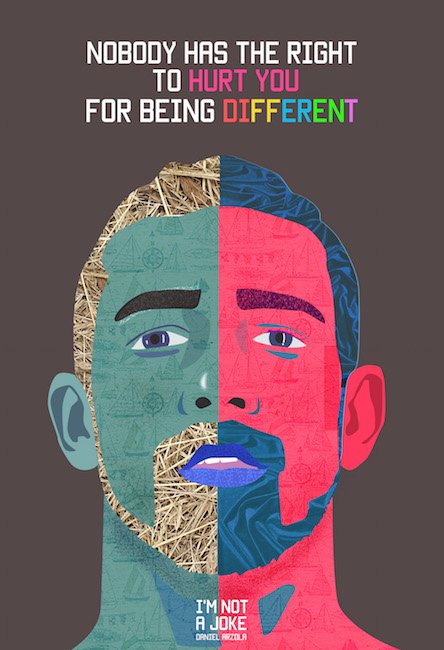 NOBODY HAS THE RIGHT
TO HURT YOU
FOR BEING DIFFERENT
I'M NOT
A JOKE
DANIEL ARZOLA